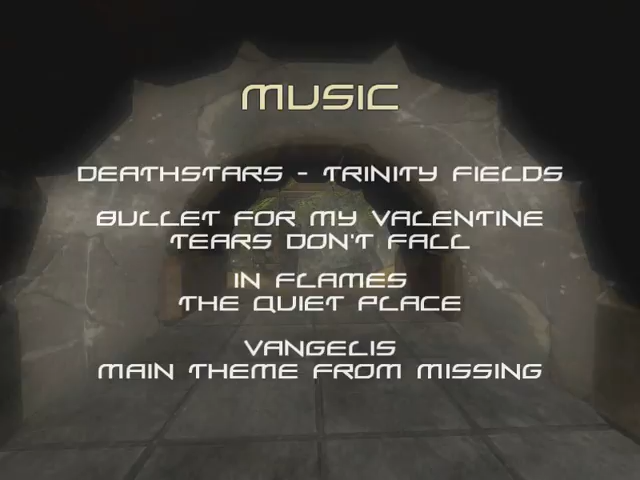 MUSIC
DEATHSTARS - TRINITY FIELDS
BULLET FOR MY VALENTINE
TEARS DON'T FALL
IN FLAMES
THE QUIET PLACE
VANGELIS
MAIN THEME FROM MISSING